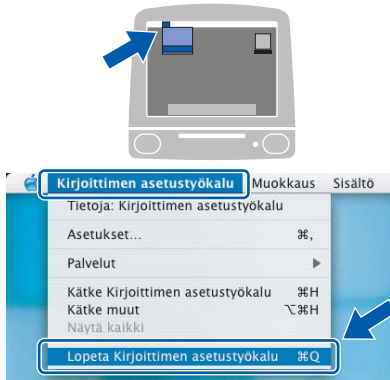 Kirjoittimen asetustyökalu Muokkaus Sisältö
Tietoja: Kirjoittimen asetustyökalu
Asetukset... ⌘,
Palvelut ▶
Kätke Kirjoittimen asetustyökalu ⌘H
Kätke muut ⌥⌘H
Näytä kaikki
Lopeta Kirjoittimen asetustyökalu ⌘Q